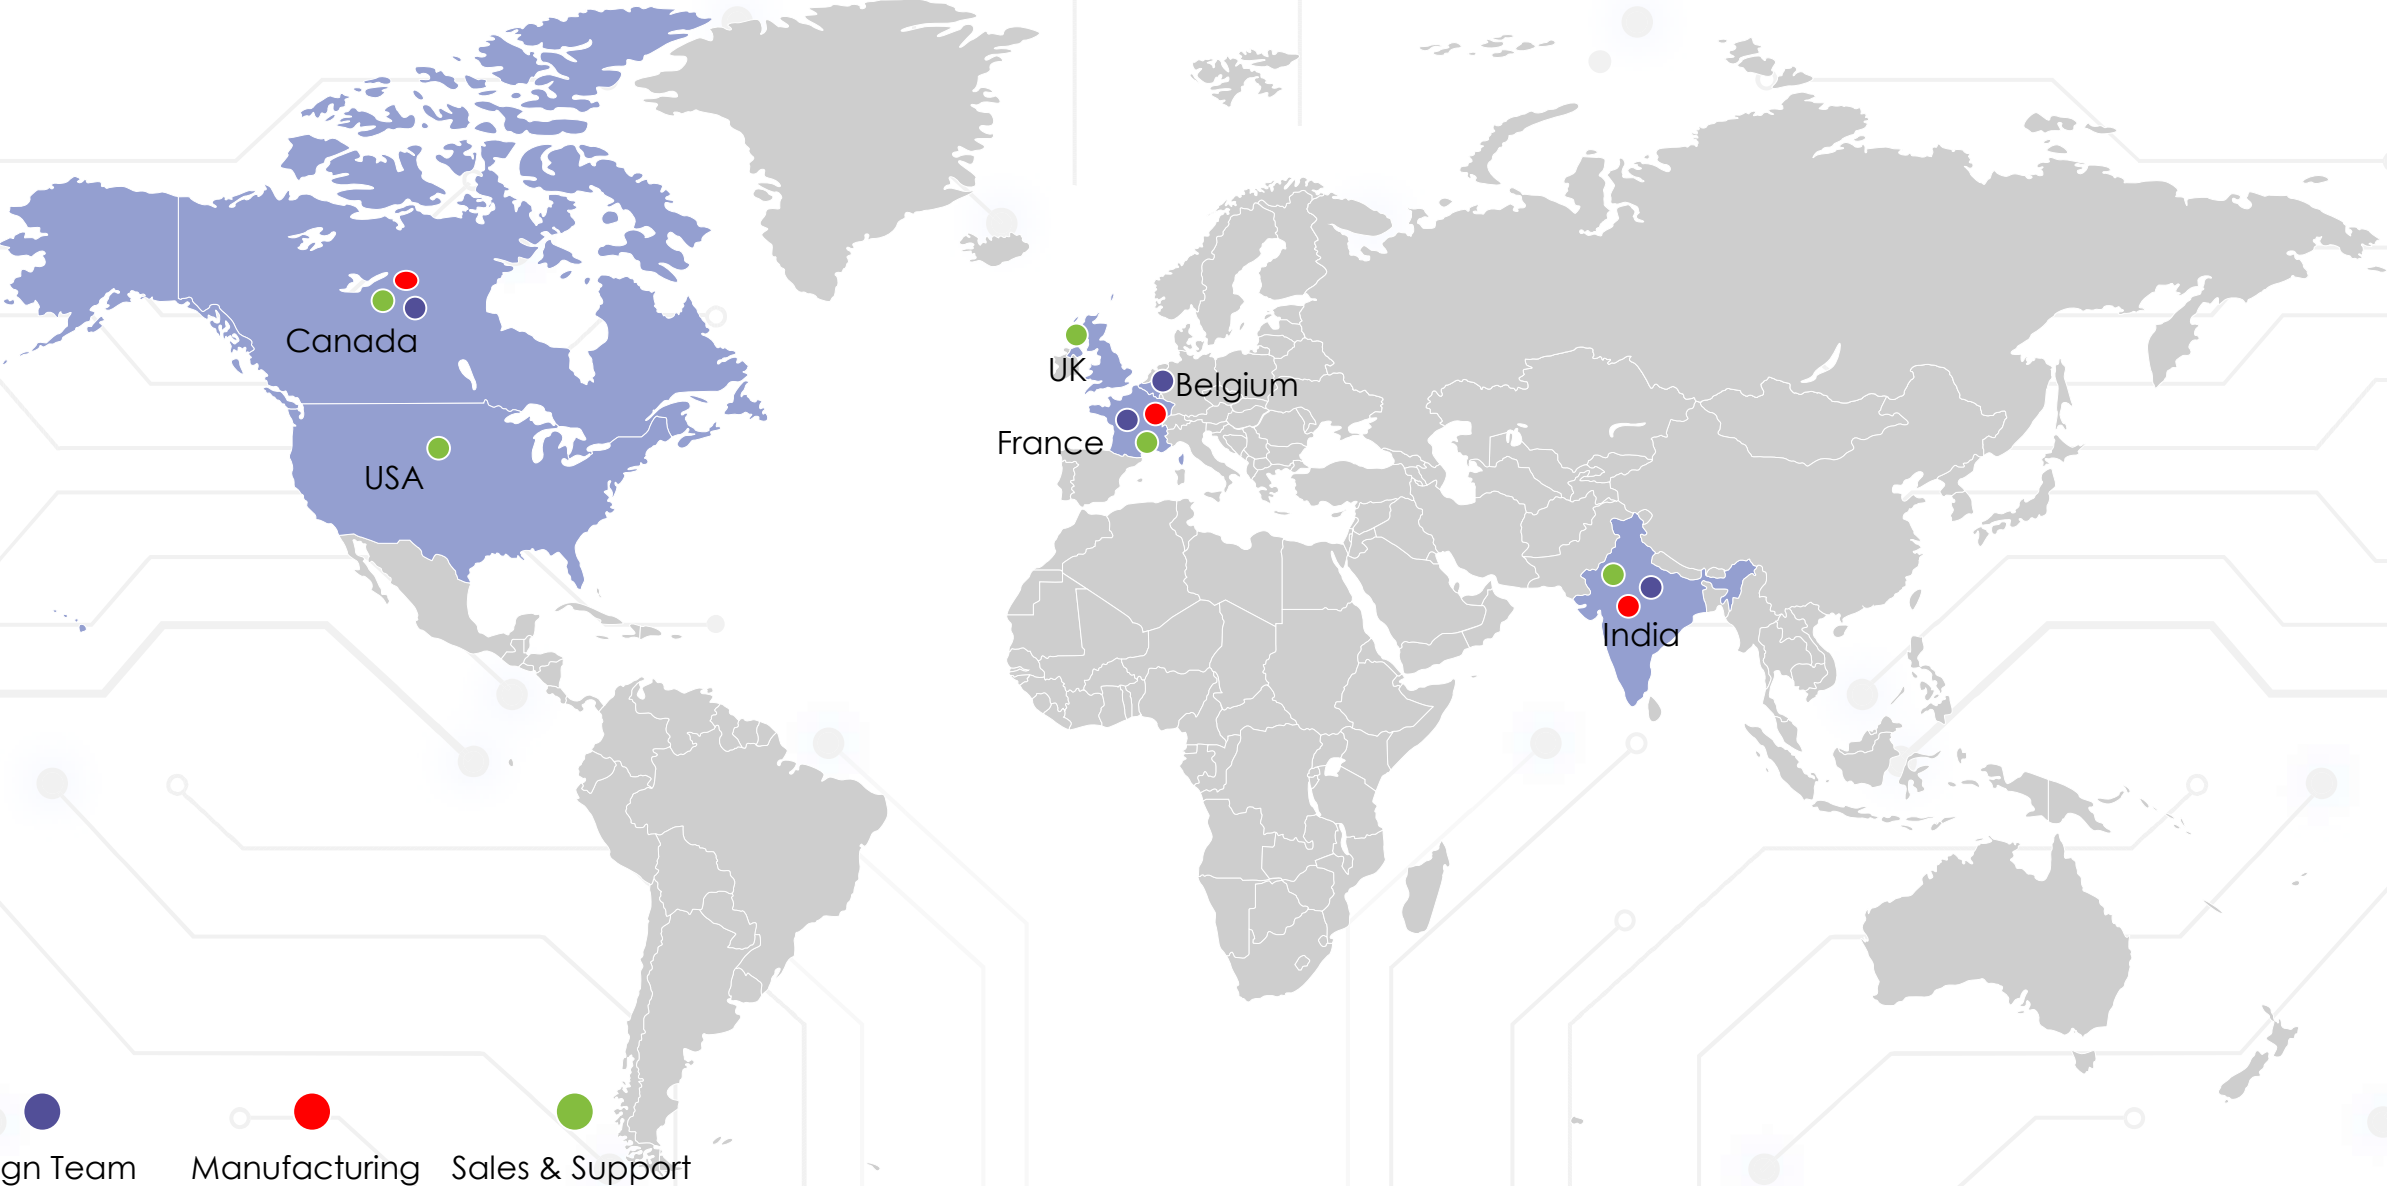 Canada
UK
Belgium
France
USA
India
gn Team
Manufacturing
Sales & Support